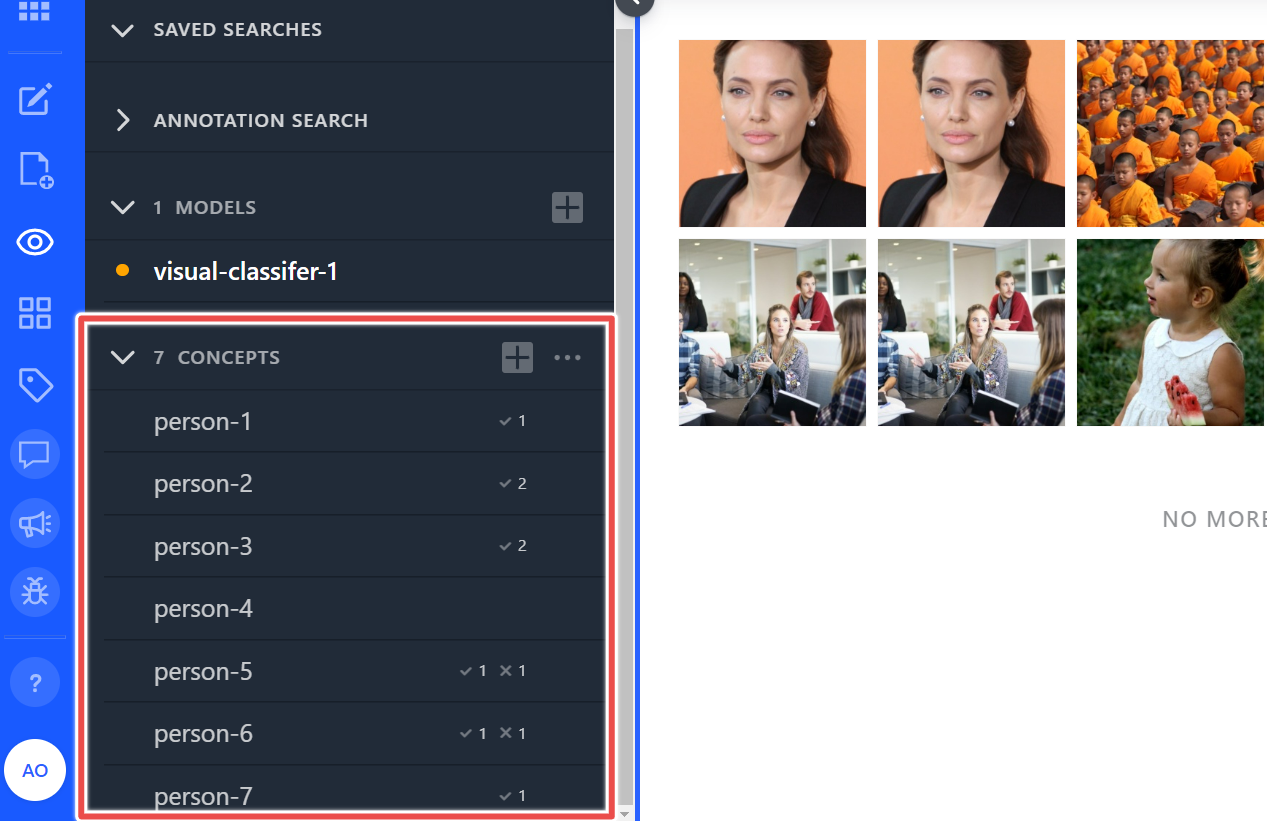 SAVED SEARCHES
ANNOTATION SEARCH
1 MODELS
visual-classifer-1
7 CONCEPTS
person-1 1
person-2 2
person-3 2
person-4
person-5 1 1
person-6 1 1
person-7 1
?
AO
NO MORE